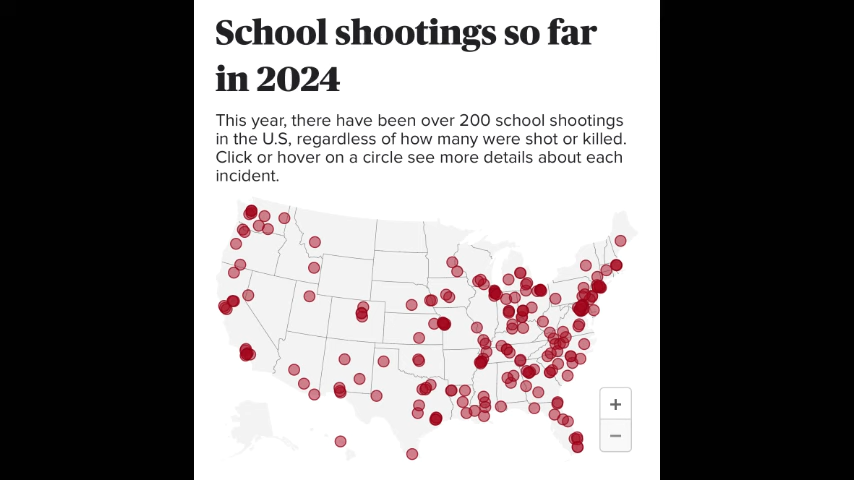 School shootings so far
in 2024
This year, there have been over 200 school shootings
in the U.S, regardless of how many were shot or killed.
Click or hover on a circle see more details about each
incident.
+
−